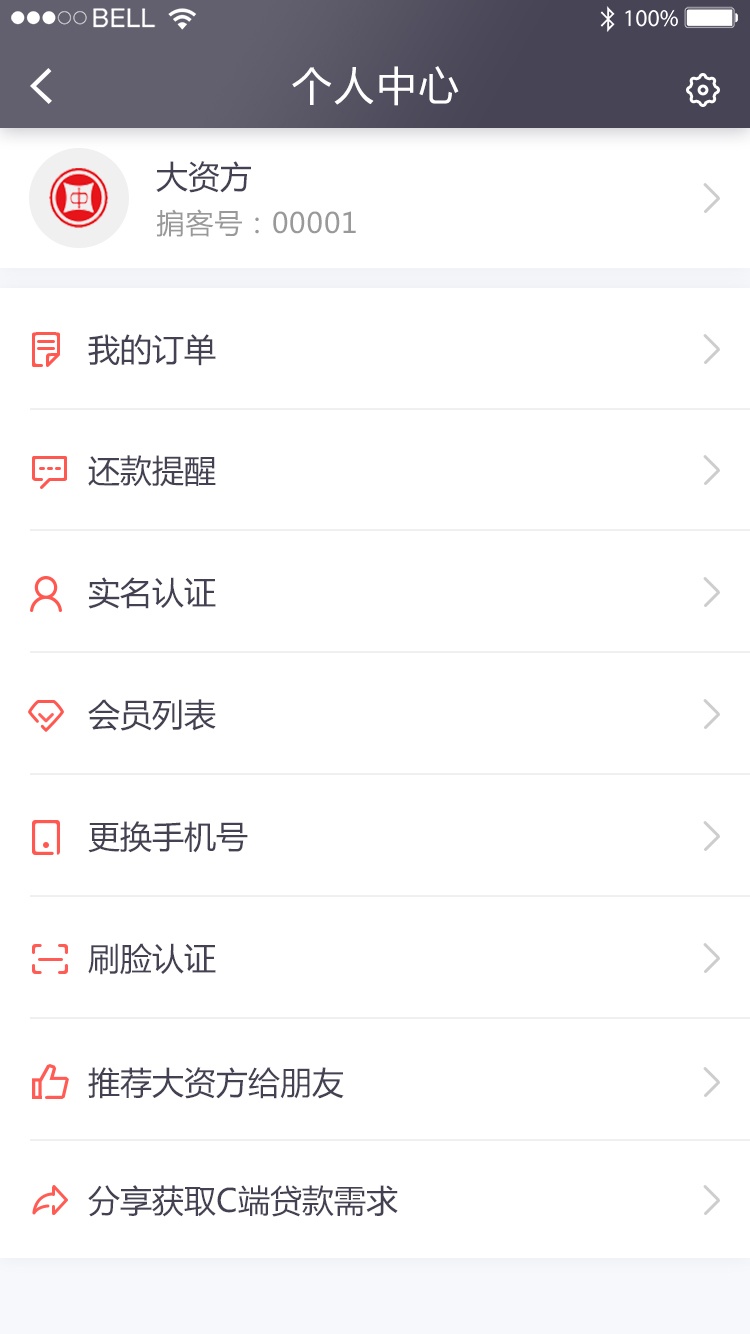 BELL 100%
个人中心
中
大资方
掮客号：00001
我的订单
还款提醒
实名认证
会员列表
更换手机号
刷脸认证
推荐大资方给朋友
分享获取C端贷款需求